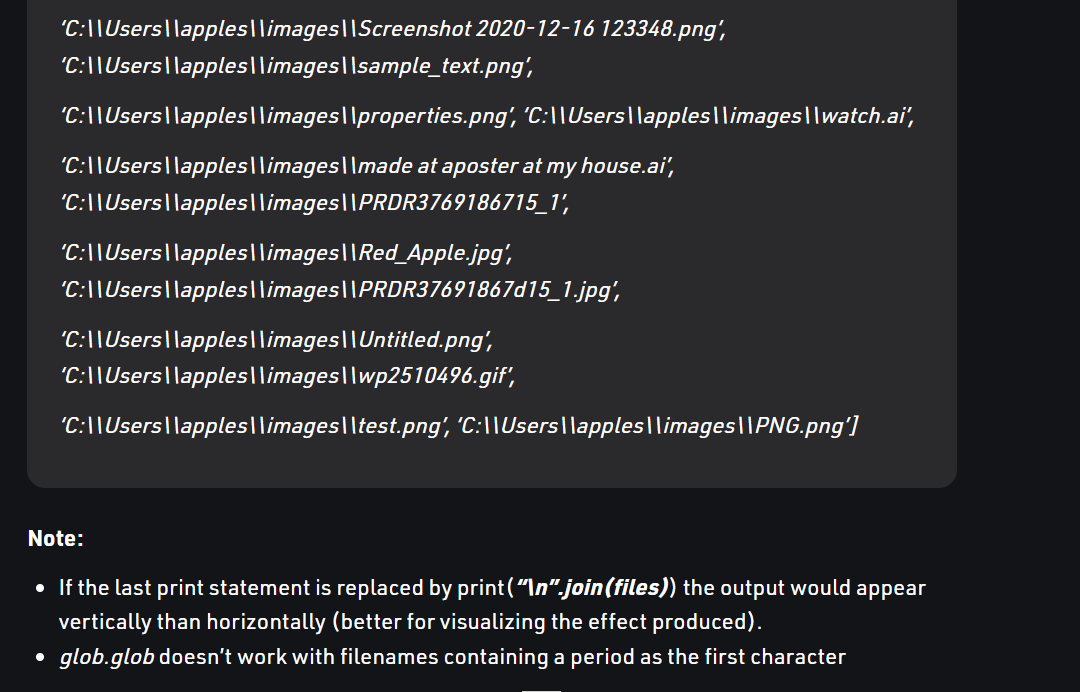 ‘C:\\Users\\apples\\images\\Screenshot 2020-12-16 123348.png’,
‘C:\\Users\\apples\\images\\sample_text.png’,
‘C:\\Users\\apples\\images\\properties.png’, ‘C:\\Users\\apples\\images\\watch.ai’,
‘C:\\Users\\apples\\images\\made at aposter at my house.ai’,
‘C:\\Users\\apples\\images\\PRDR3769186715_1’,
‘C:\\Users\\apples\\images\\Red_Apple.jpg’,
‘C:\\Users\\apples\\images\\PRDR37691867d15_1.jpg’,
‘C:\\Users\\apples\\images\\Untitled.png’,
‘C:\\Users\\apples\\images\\wp2510496.gif’,
‘C:\\Users\\apples\\images\\test.png’, ‘C:\\Users\\apples\\images\\PNG.png’]
Note:
• If the last print statement is replaced by print(“\n”.join(files)) the output would appear
vertically than horizontally (better for visualizing the effect produced).
• glob.glob doesn’t work with filenames containing a period as the first character